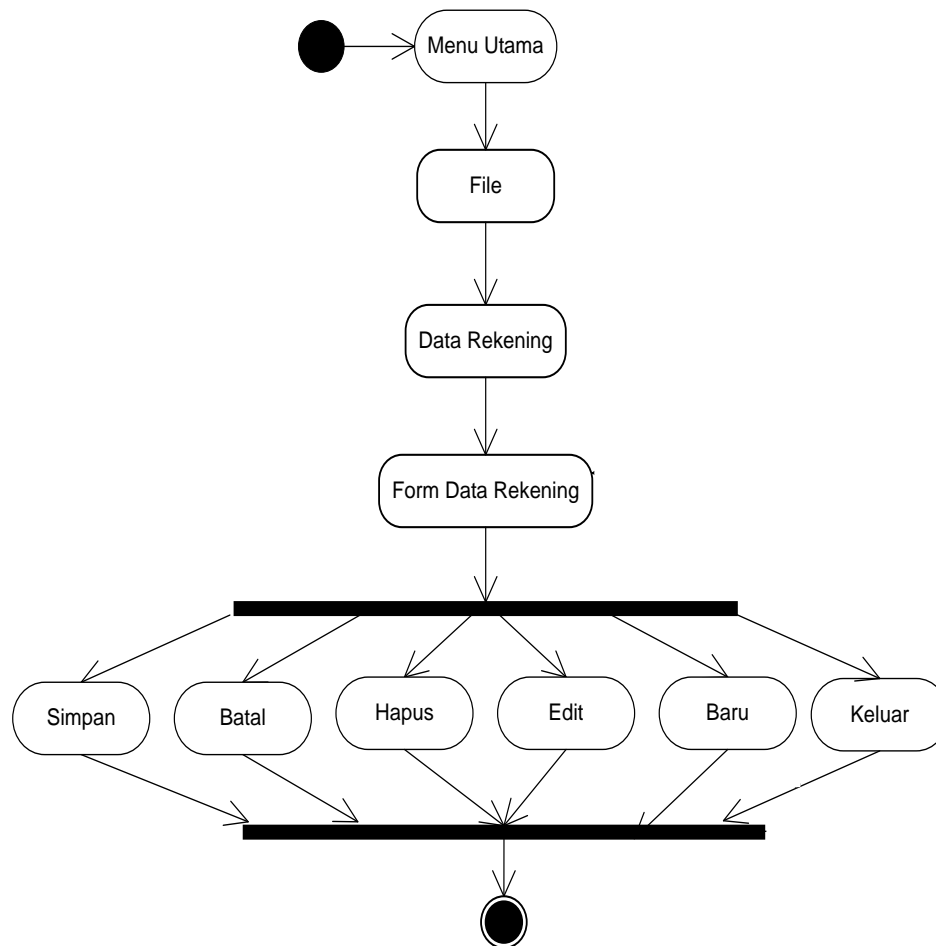 Menu Utama
File
Data Rekening
Form Data Rekening
Simpan
Batal
Hapus
Edit
Baru
Keluar